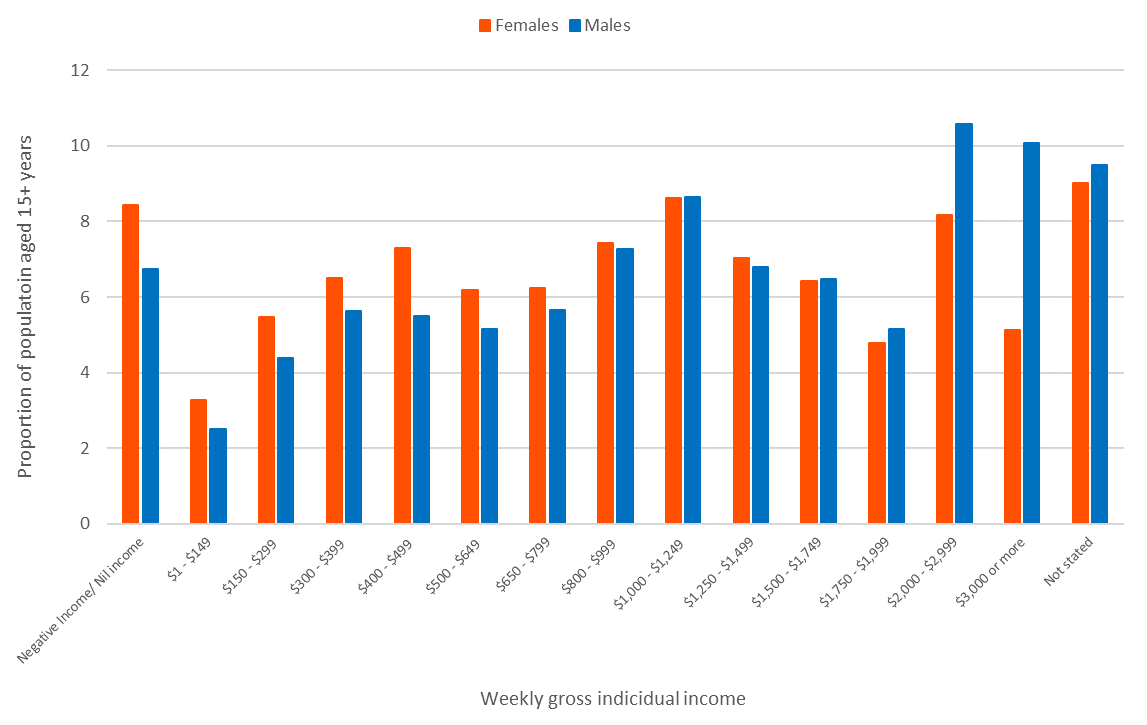 Females Males
12
10
8
6
4
2
0
Proportion of populatoin aged 15+ years
Negative Income/ Nil income
$1 - $149
$150 - $299
$300 - $399
$400 - $499
$500 - $649
$650 - $799
$800 - $999
$1,000 - $1,249
$1,250 - $1,499
$1,500 - $1,749
$1,750 - $1,999
$2,000 - $2,999
$3,000 or more
Not stated
Weekly gross indicidual income